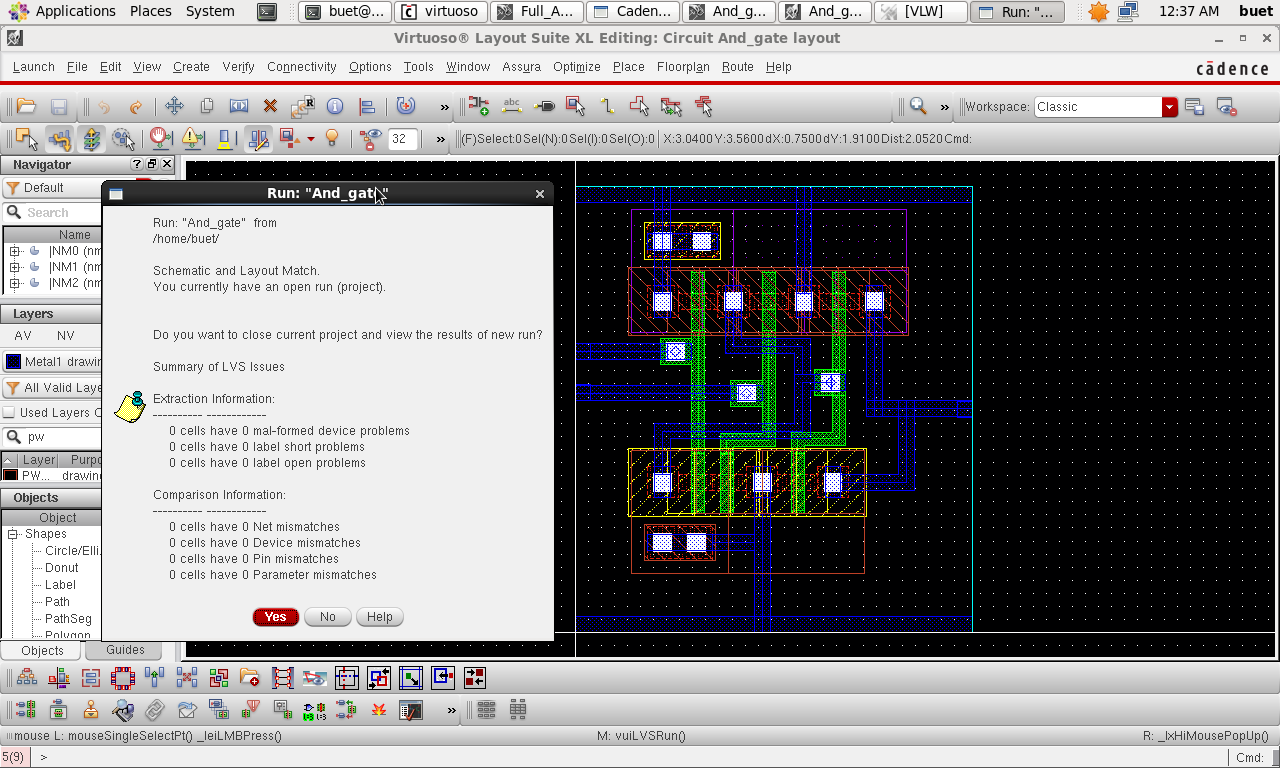 Applications Places System buet@... virtuoso Full_A... Caden... And_g... And_g... [VLW] Run: "... 12:37 AM buet
Virtuoso® Layout Suite XL Editing: Circuit And_gate layout
Launch File Edit View Create Verify Connectivity Options Tools Window Assura Optimize Place Floorplan Route Help cādence
abc » » Workspace: Classic »
32 » (F)Select:0 Sel(N):0 Sel(I):0 Sel(O):0 X:3.0400 Y:3.5050 dX:0.7500 dY:1.9100 Dist:2.0520 Cmd:
Navigator
Default
Search
Name
|NM0 (nm
|NM1 (nm
|NM2 (nm
Layers
AV NV
Metal1 drawin
All Valid Laye
Used Layers O
pw
Layer Purpo
PW... drawin
Objects
Object
Shapes
Circle/Elli
Donut
Label
Path
PathSeg
Polygon
Objects Guides
Run: "And_gate"
Run: "And_gate" from
/home/buet/
Schematic and Layout Match.
You currently have an open run (project).
Do you want to close current project and view the results of new run?
Summary of LVS Issues
Extraction Information:
---------- ------------
0 cells have 0 mal-formed device problems
0 cells have 0 label short problems
0 cells have 0 label open problems
Comparison Information:
---------- ------------
0 cells have 0 Net mismatches
0 cells have 0 Device mismatches
0 cells have 0 Pin mismatches
0 cells have 0 Parameter mismatches
Yes No Help
»
mouse L: mouseSingleSelectPt() _leiLMBPress() M: vuiLVSRun() R: _lxHiMousePopUp()
5(9) > Cmd: